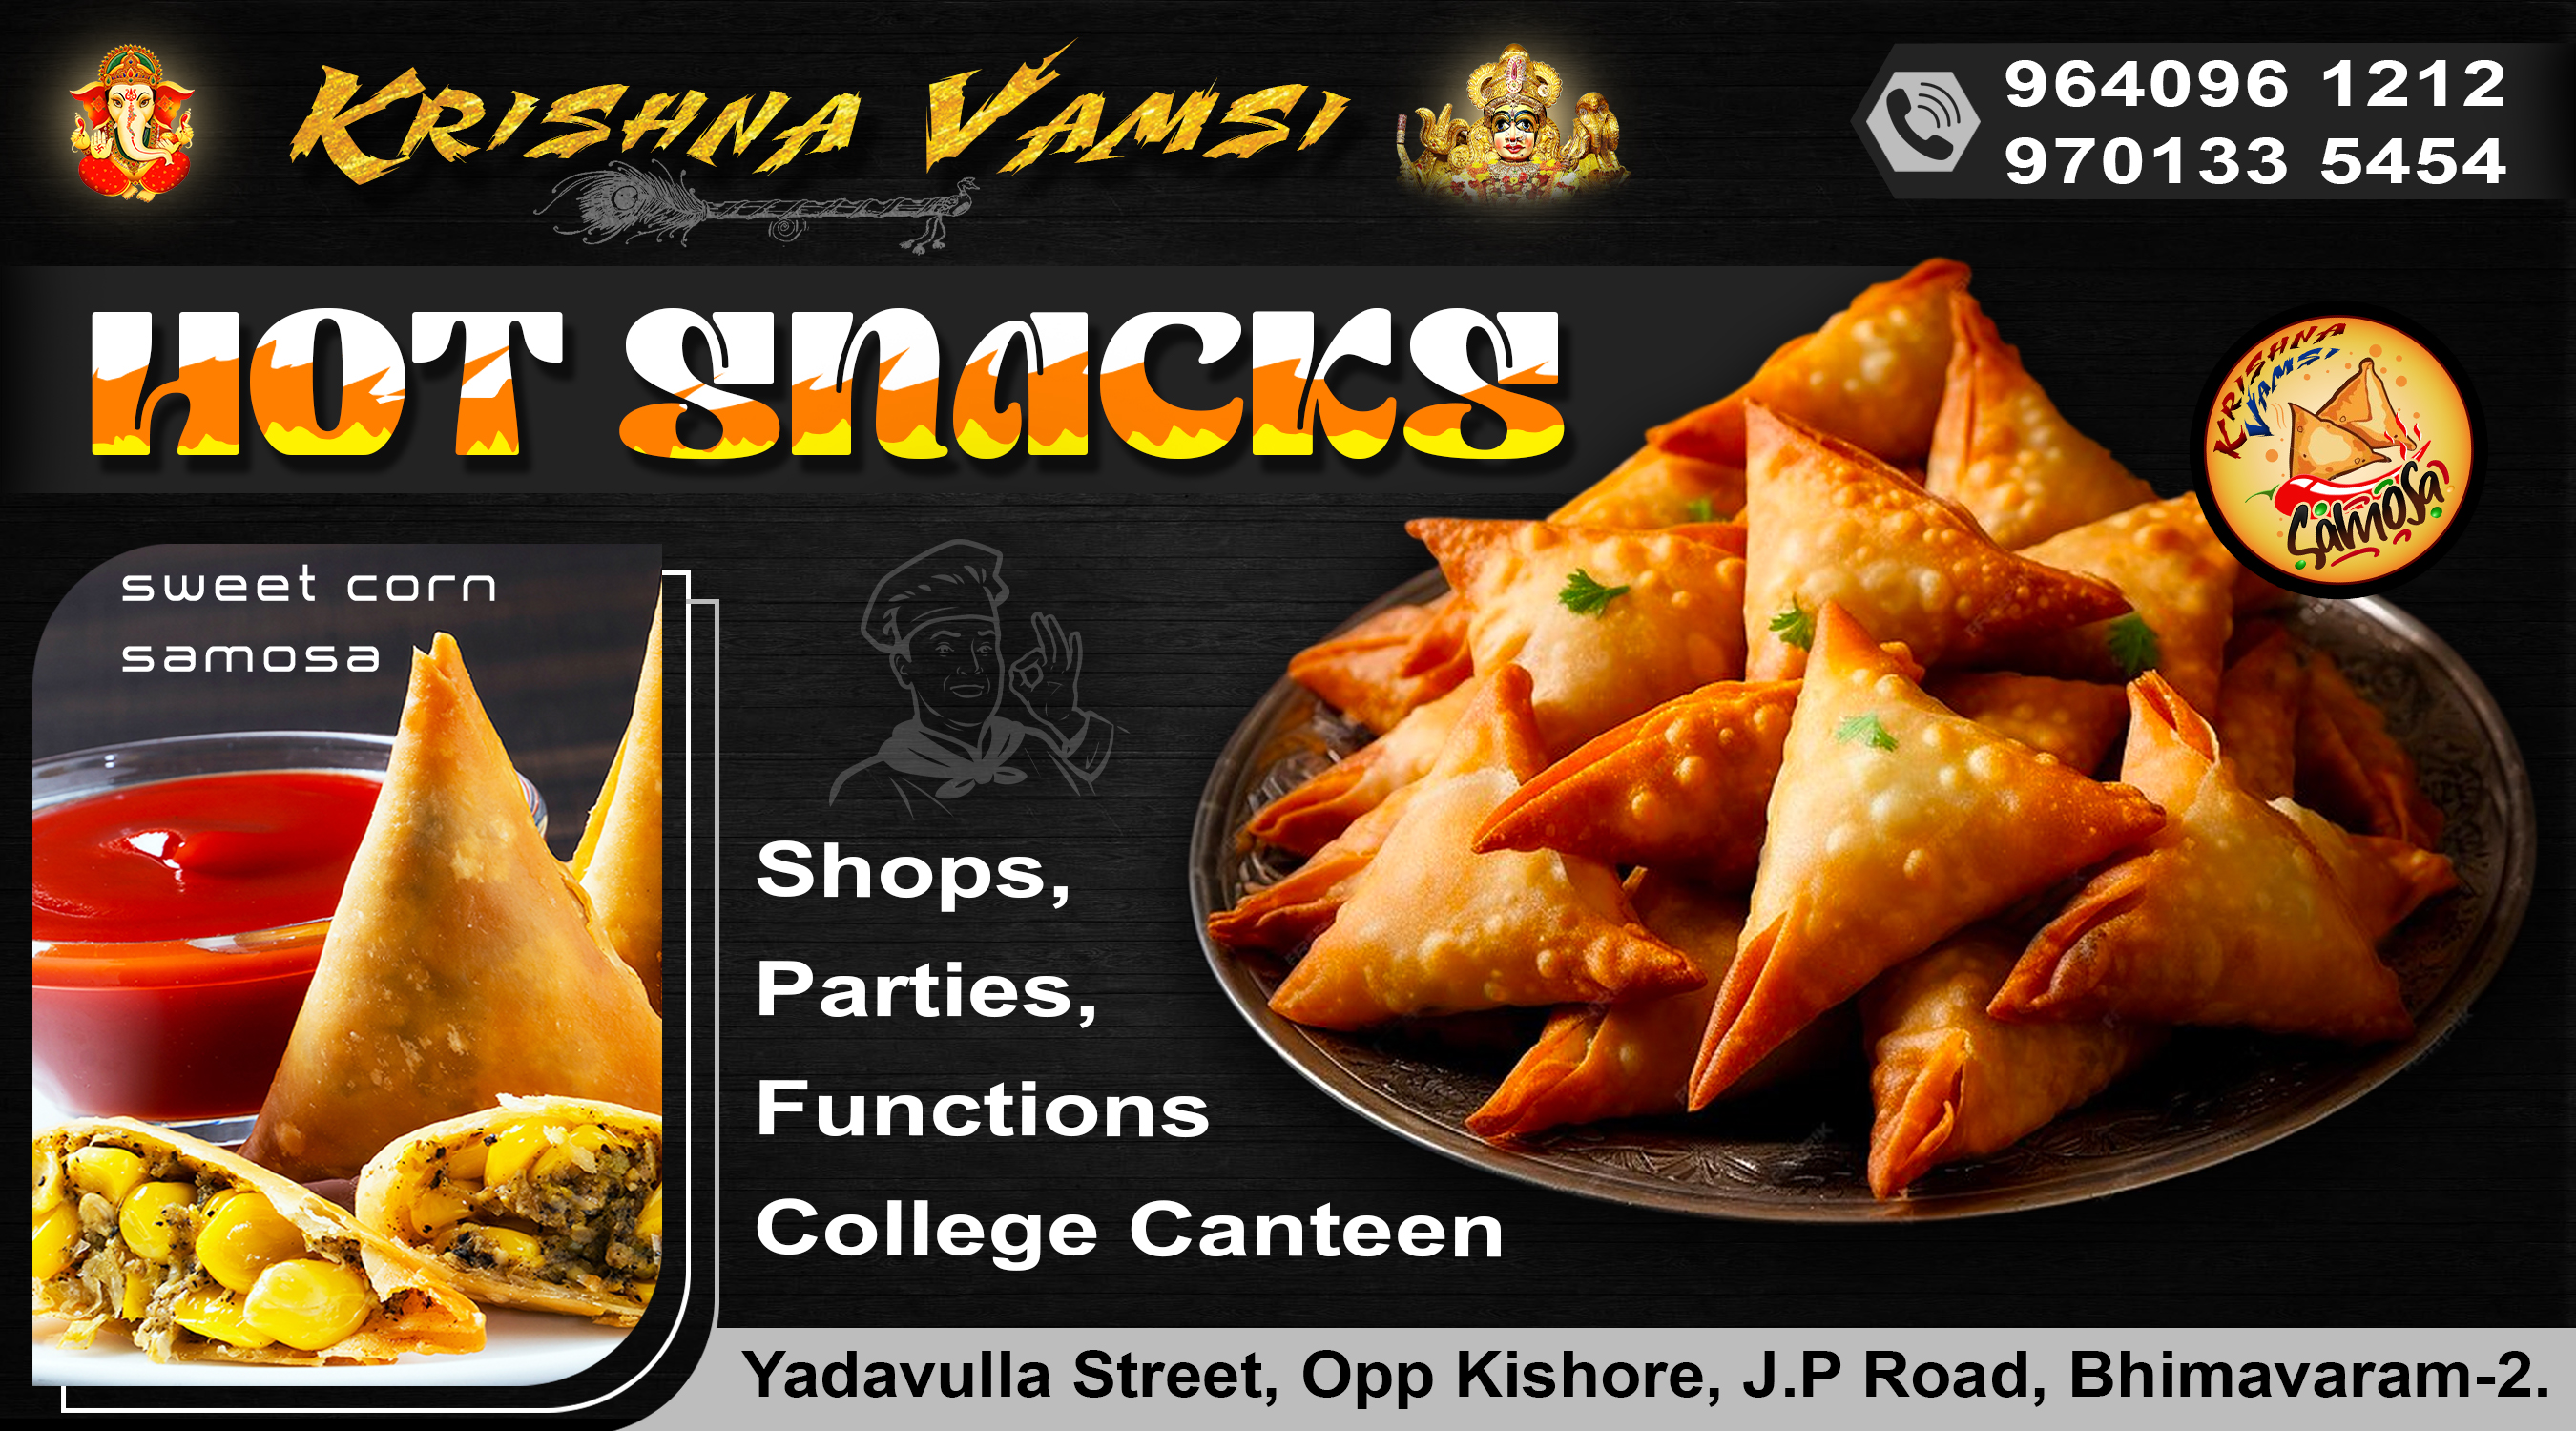 KRISHNA VAMSI
964096 1212
970133 5454
HOT SNACKS
KRISHNA
VAMSI
Samosa
sweet corn
samosa
Shops,
Parties,
Functions
College Canteen
Yadavulla Street, Opp Kishore, J.P Road, Bhimavaram-2.